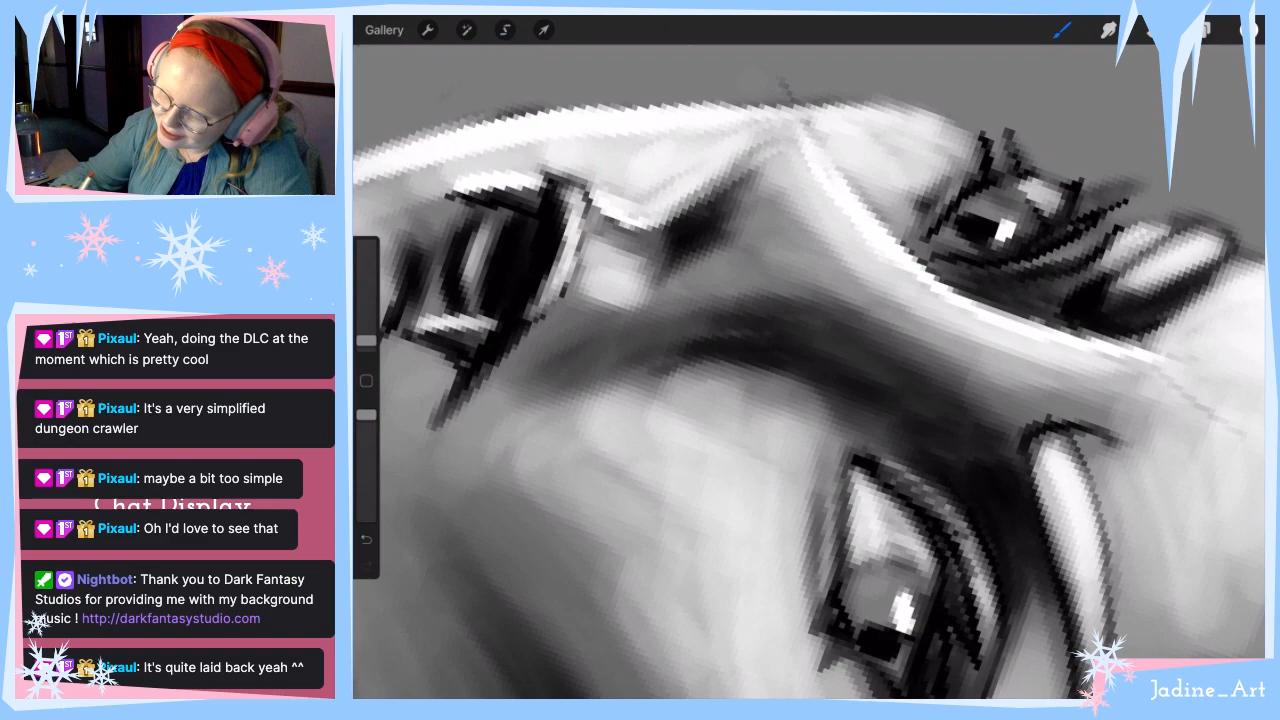 Gallery
Pixaul: Yeah, doing the DLC at the
moment which is pretty cool
Pixaul: It's a very simplified
dungeon crawler
Pixaul: maybe a bit too simple
Chat Display
Pixaul: Oh I'd love to see that
Nightbot: Thank you to Dark Fantasy
Studios for providing me with my background
music ! http://darkfantasystudio.com
Pixaul: It's quite laid back yeah ^^
Jadine_Art